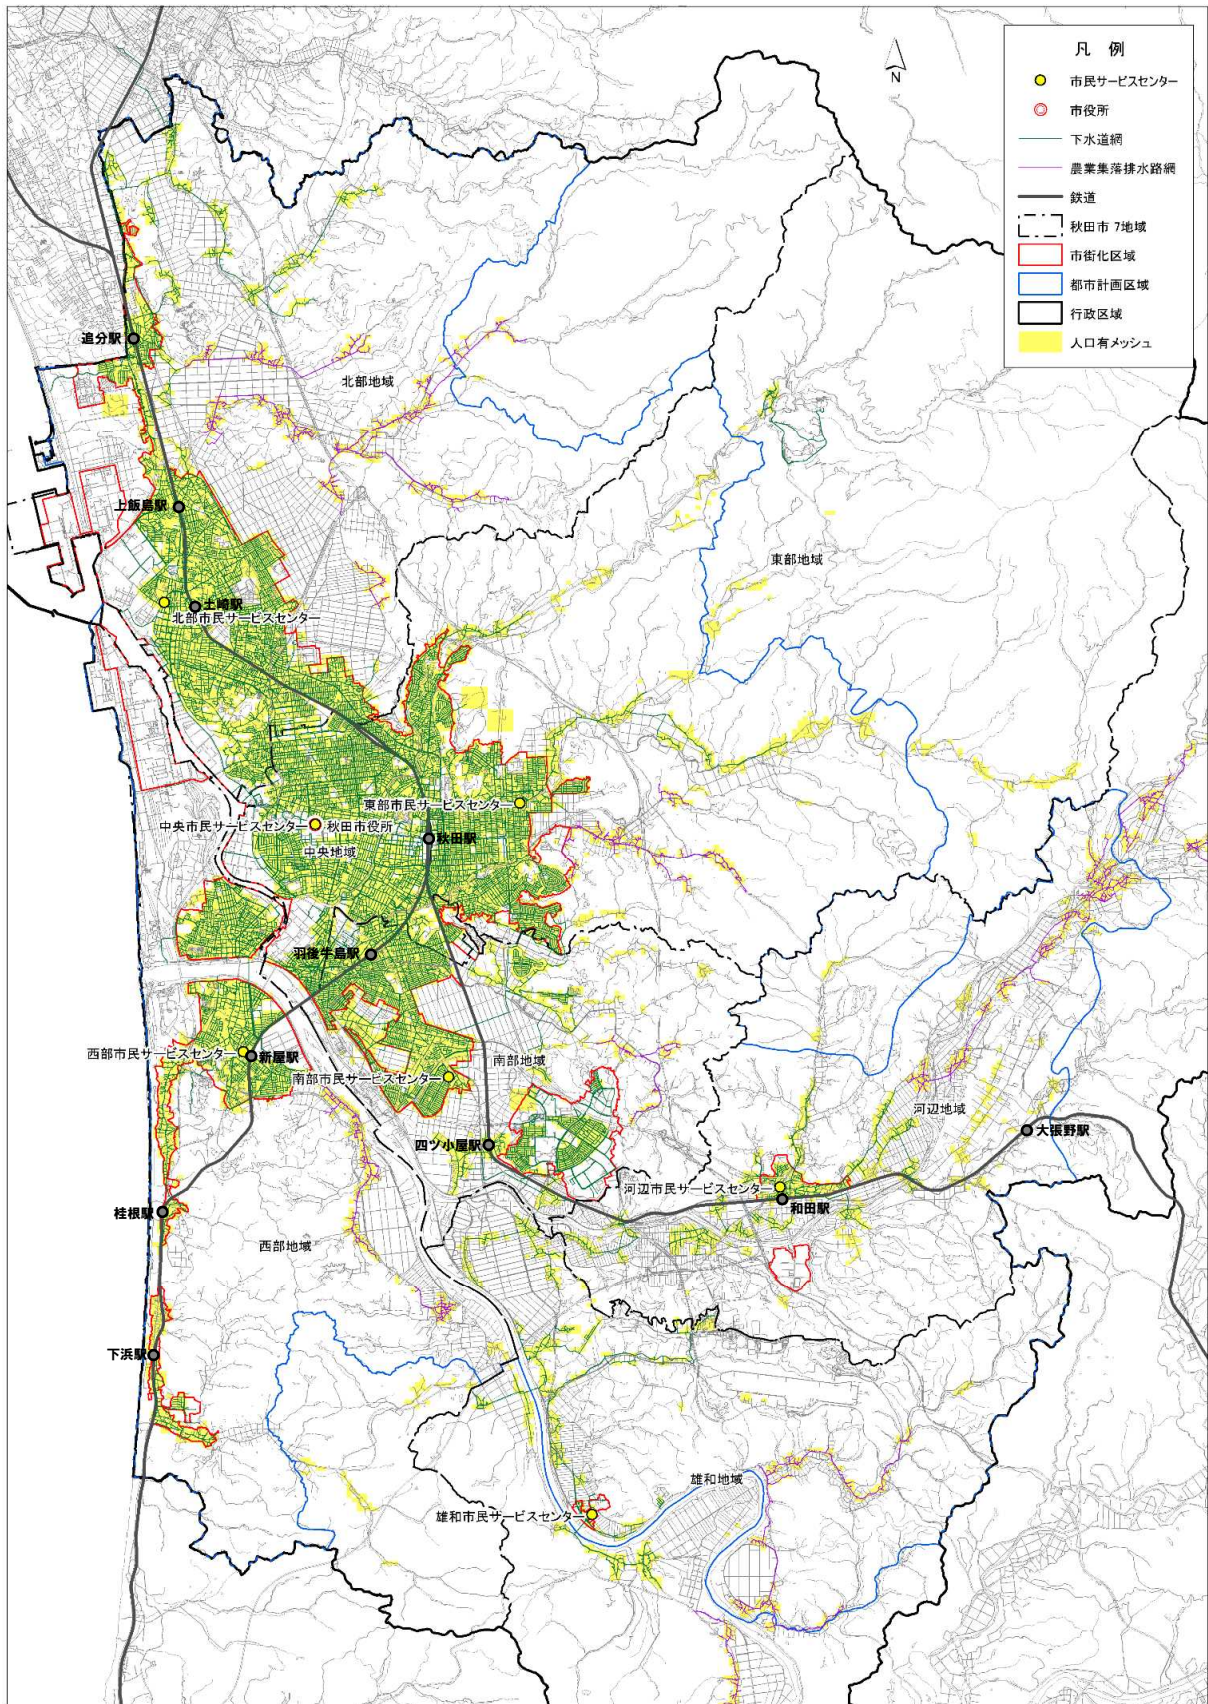 凡 例
市民サービスセンター
市役所
下水道網
農業集落排水路網
鉄道
秋田市 7地域
市街化区域
都市計画区域
行政区域
人口有メッシュ
N
追分駅
北部地域
上飯島駅
東部地域
土崎駅
北部市民サービスセンター
東部市民サービスセンター
中央市民サービスセンター
秋田市役所
秋田駅
中央地域
羽後牛島駅
西部市民サービスセンター
新屋駅
南部地域
南部市民サービスセンター
河辺地域
大張野駅
四ツ小屋駅
河辺市民サービスセンター
和田駅
桂根駅
西部地域
下浜駅
雄和地域
雄和市民サービスセンター